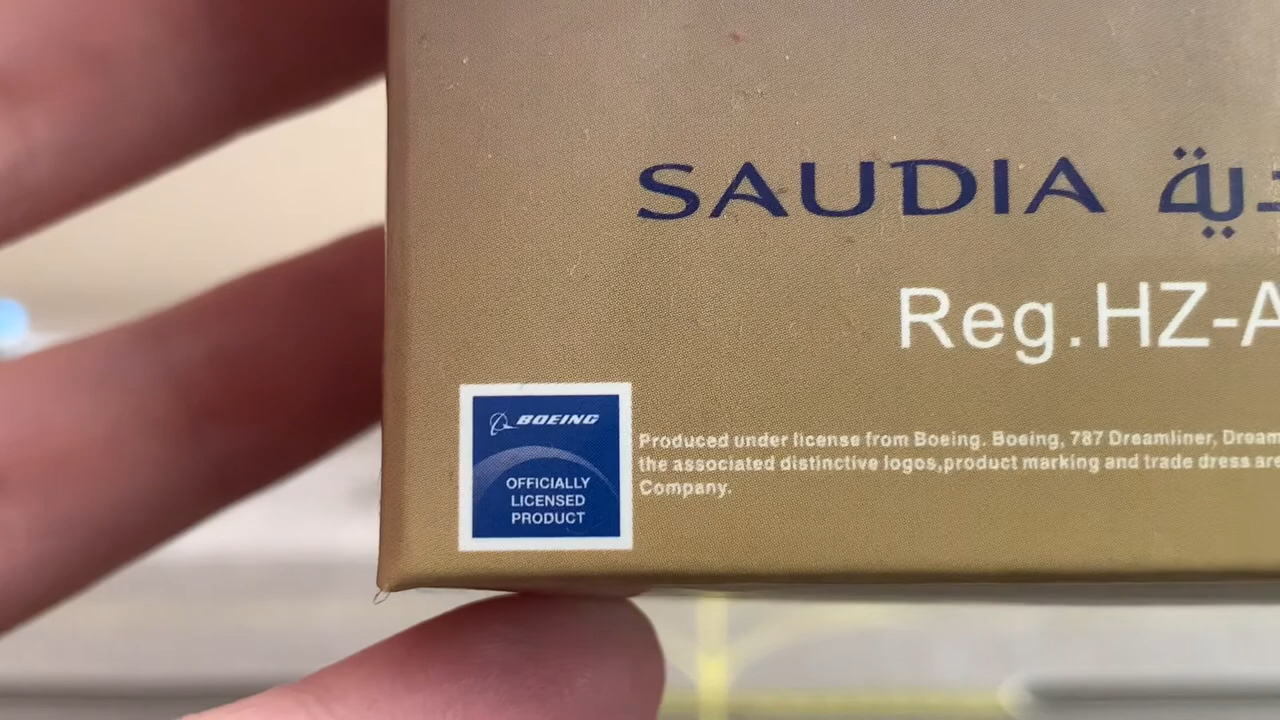 SAUDIA
Reg.HZ-A
BOEING
OFFICIALLY
LICENSED
PRODUCT
Produced under license from Boeing. Boeing, 787 Dreamliner,
the associated distinctive logos,product marking and trade dress are
Company.